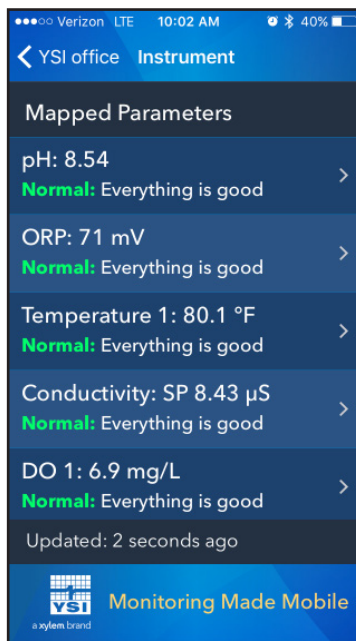 Verizon LTE 10:02 AM 40%
YSI office Instrument
Mapped Parameters
pH: 8.54
Normal: Everything is good
ORP: 71 mV
Normal: Everything is good
Temperature 1: 80.1 °F
Normal: Everything is good
Conductivity: SP 8.43 µS
Normal: Everything is good
DO 1: 6.9 mg/L
Normal: Everything is good
Updated: 2 seconds ago
YSI
a xylem brand
Monitoring Made Mobile